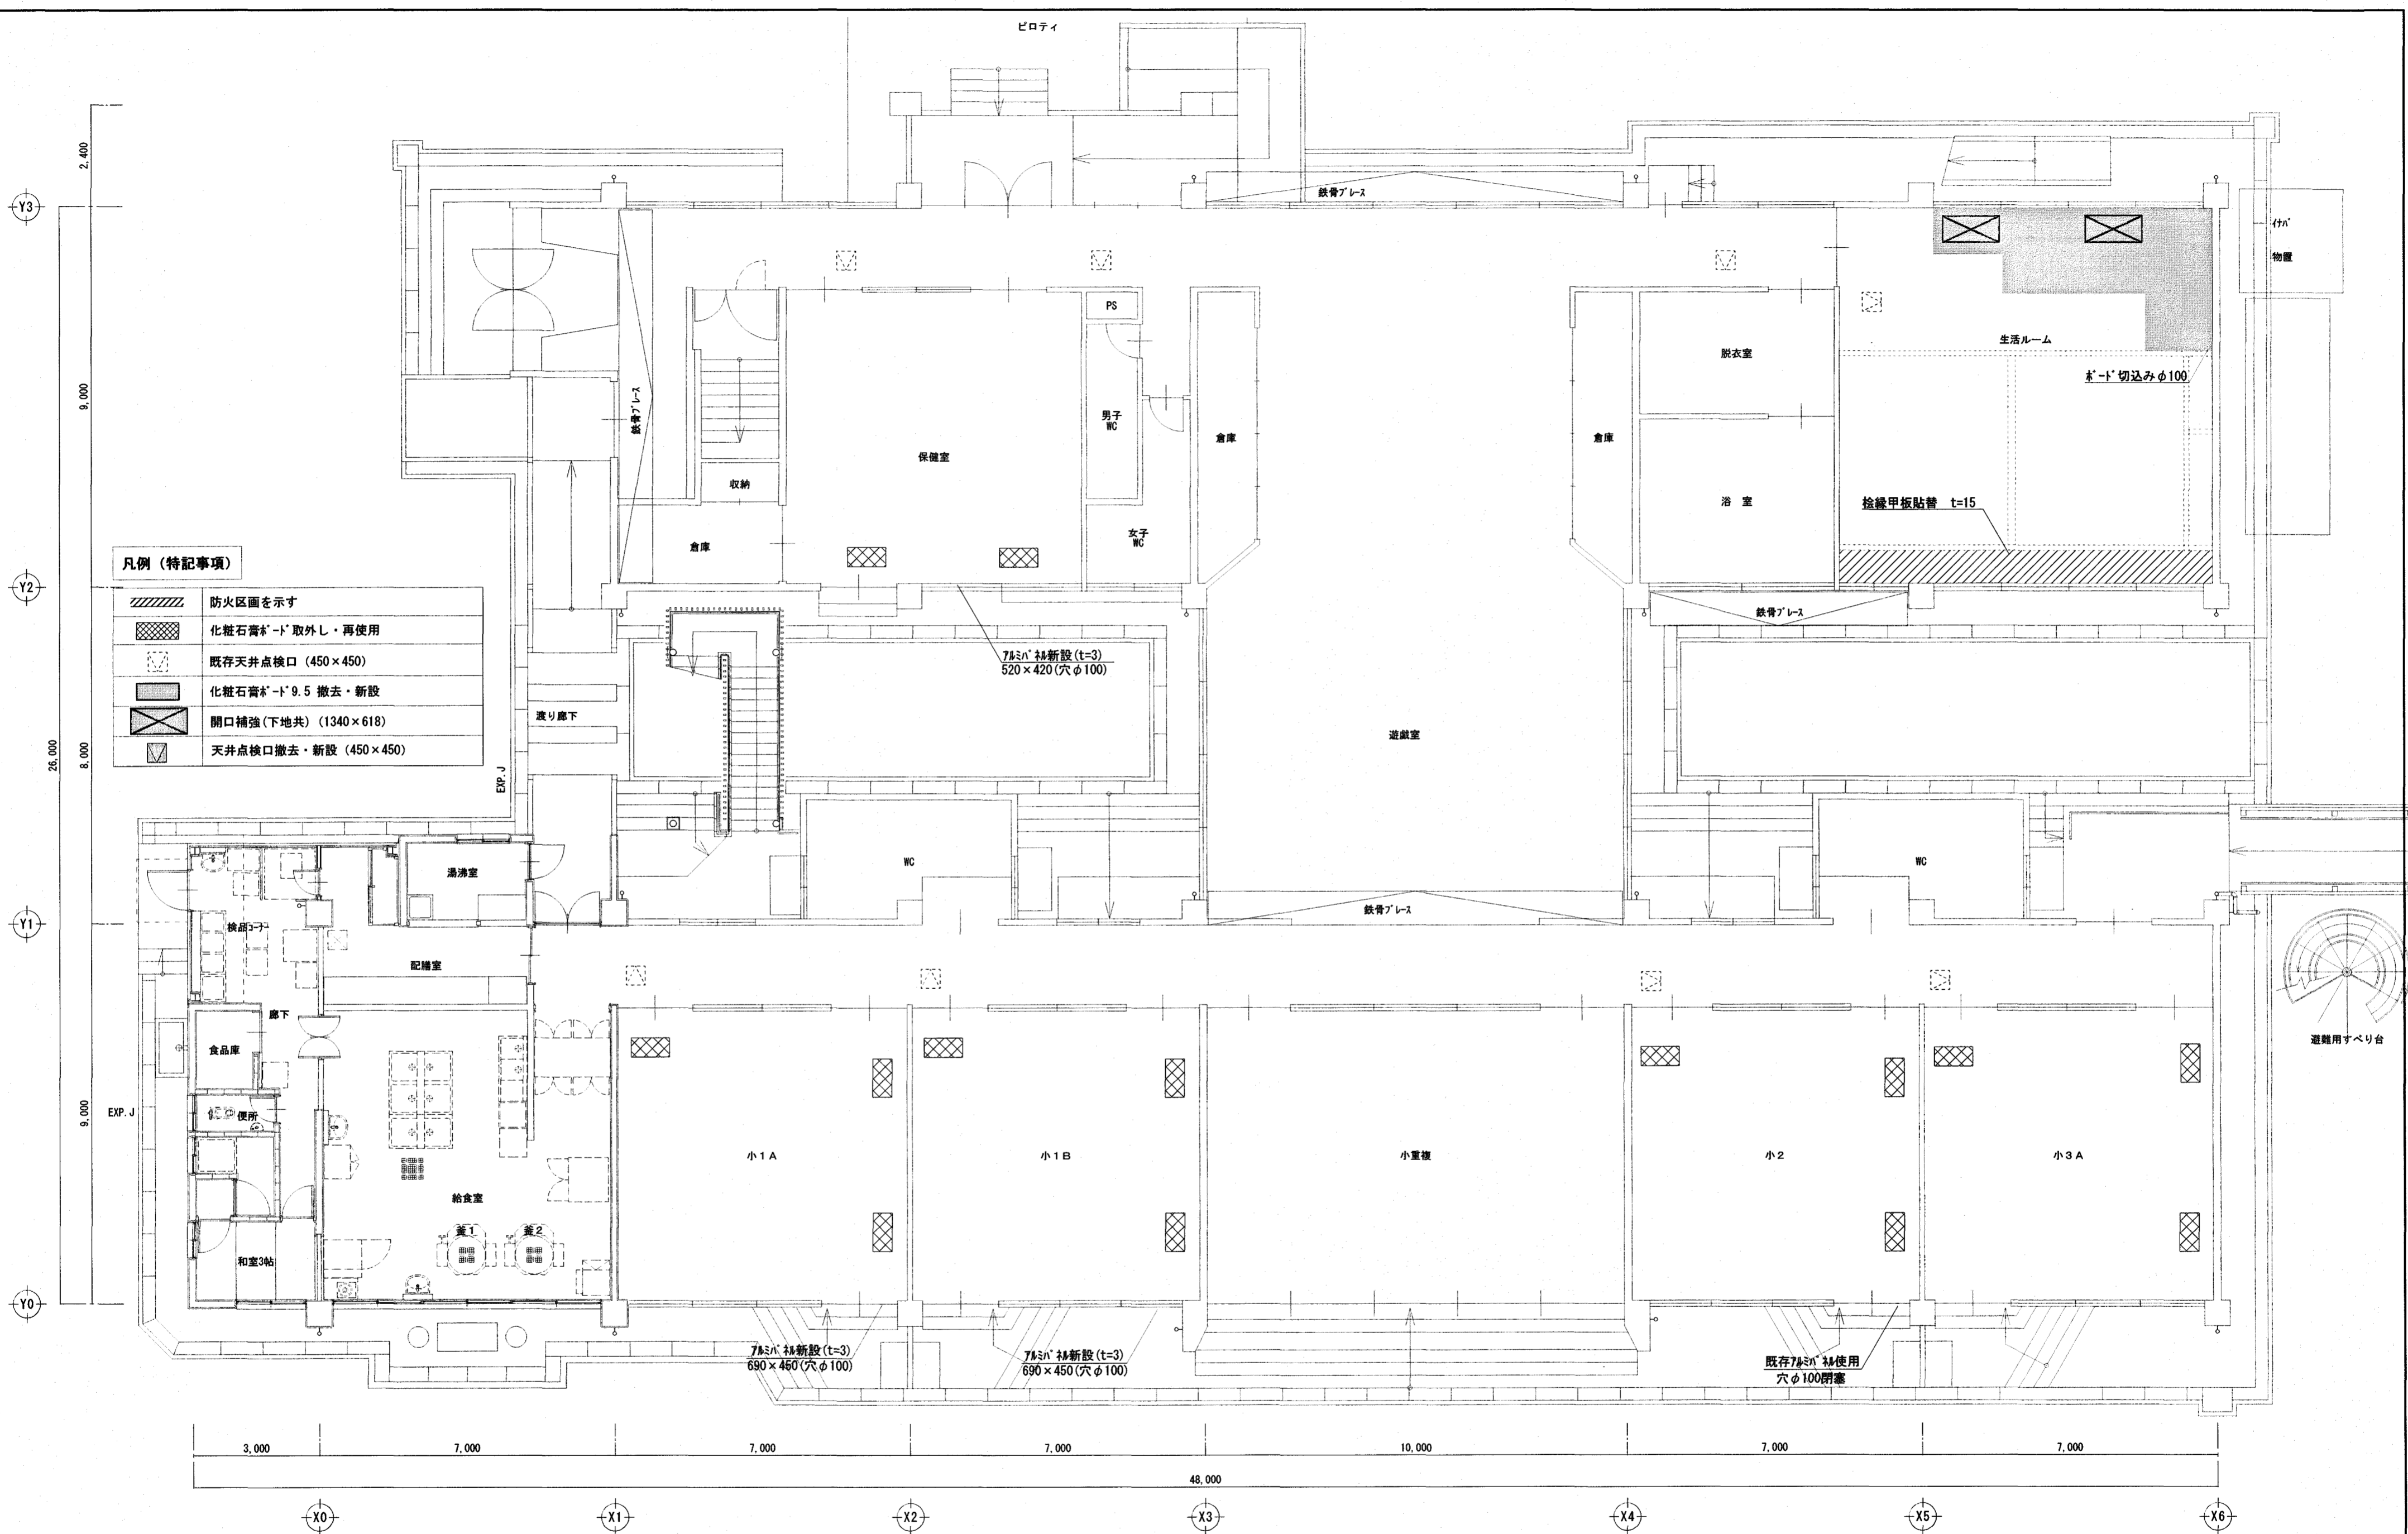 ピロティ
2,400
Y3
鉄骨ブレース
イナバ
物置
PS
脱衣室
生活ルーム
ボード切込みφ100
9,000
鉄骨ブレース
男子
WC
倉庫
倉庫
保健室
収納
浴 室
桧縁甲板貼替 t=15
女子
WC
倉庫
凡例（特記事項）
防火区画を示す
化粧石膏ボード取外し・再使用
既存天井点検口（450×450）
化粧石膏ボード9.5 撤去・新設
開口補強(下地共)（1340×618）
天井点検口撤去・新設（450×450）
Y2
鉄骨ブレース
アルミパネル新設(t=3)
520×420(穴φ100)
渡り廊下
遊戯室
26,000
8,000
EXP.J
湯沸室
WC
WC
鉄骨ブレース
Y1
検品コーナー
配膳室
廊下
食品庫
避難用すべり台
9,000
EXP.J
便所
小1A
小1B
小重複
小2
小3A
給食室
釜1
釜2
和室3帖
Y0
アルミパネル新設(t=3)
690×450(穴φ100)
アルミパネル新設(t=3)
690×450(穴φ100)
既存アルミパネル使用
穴φ100閉塞
3,000
7,000
7,000
7,000
10,000
7,000
7,000
48,000
X0
X1
X2
X3
X4
X5
X6